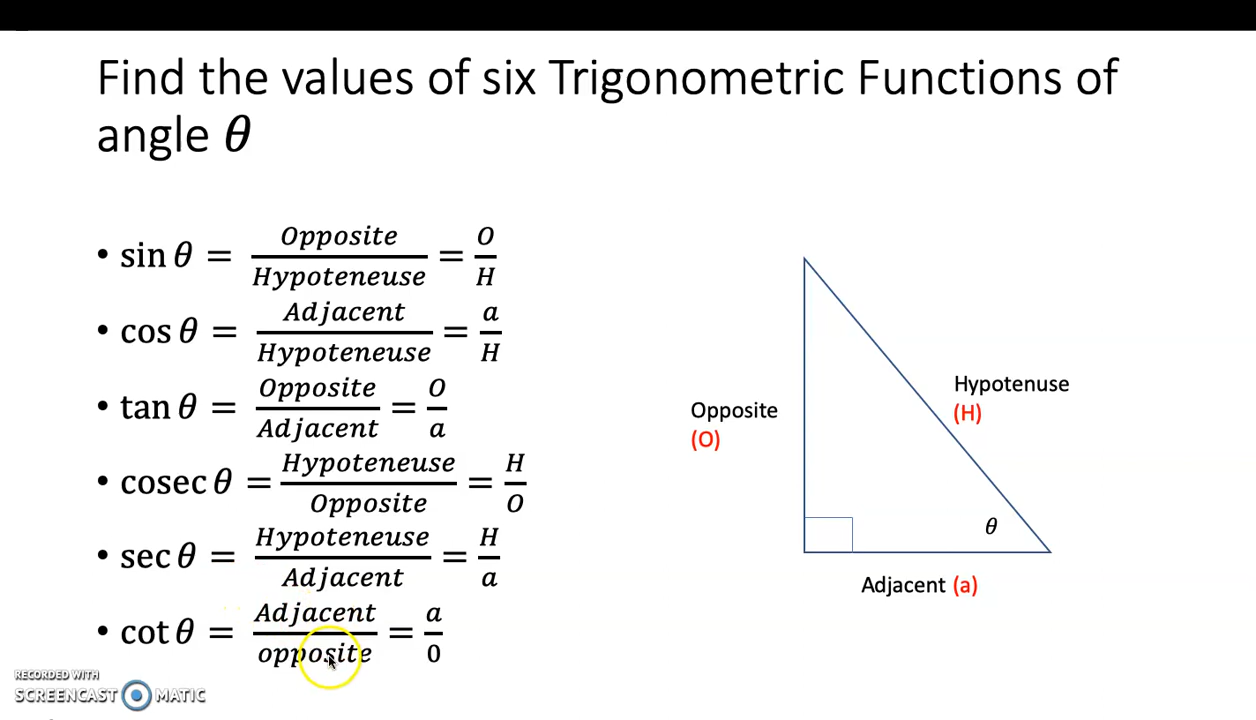 Find the values of six Trigonometric Functions of
angle θ
• sin θ = Opposite/Hypoteneuse = O/H
• cos θ = Adjacent/Hypoteneuse = a/H
• tan θ = Opposite/Adjacent = O/a
• cosec θ = Hypoteneuse/Opposite = H/O
• sec θ = Hypoteneuse/Adjacent = H/a
• cot θ = Adjacent/opposite = a/0
Hypotenuse
(H)
Opposite
(O)
θ
Adjacent (a)
RECORDED WITH
SCREENCAST MATIC